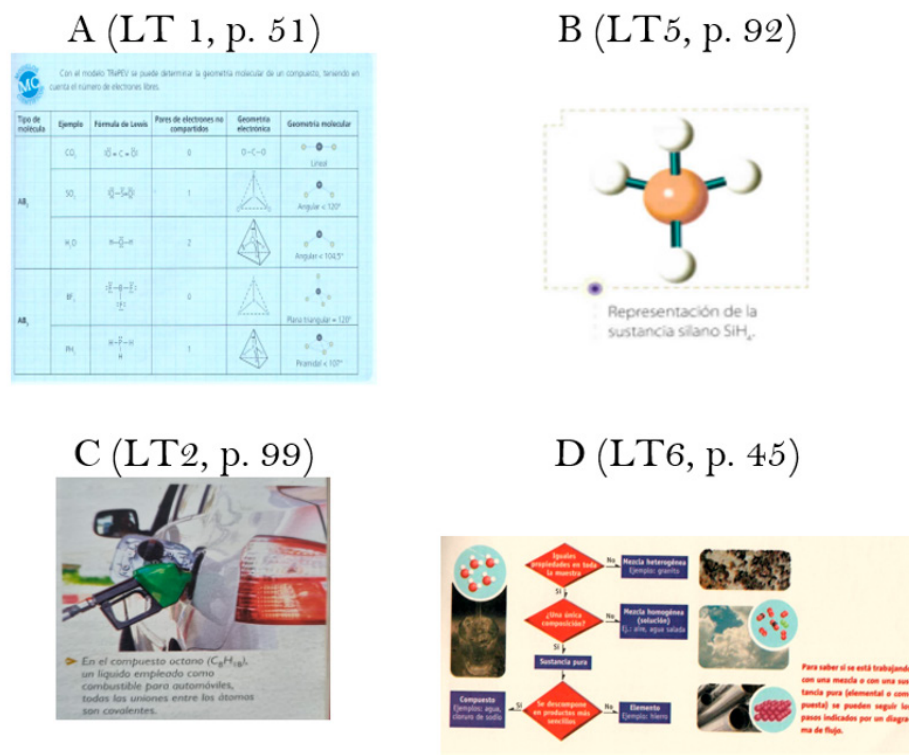 A (LT 1, p. 51)
B (LT5, p. 92)
Con el modelo TRePEV se puede determinar la geometría molecular de un compuesto, teniendo en
cuenta el número de electrones libres.
MC
Tipo de molécula
Ejemplo
Fórmula de Lewis
Pares de electrones no compartidos
Geometría electrónica
Geometría molecular
CO₂
0
O-C-O
Lineal
SO₂
1
Angular < 120°
H₂O
2
Angular < 104,5°
BF₃
0
Plana triangular = 120°
PH₃
1
Piramidal < 107°
Representación de la
sustancia silano SiH₄.
C (LT2, p. 99)
D (LT6, p. 45)
En el compuesto octano (C₈H₁₈),
un líquido empleado como
combustible para automóviles,
todas las uniones entre los átomos
son covalentes.
Iguales
propiedades en toda
la muestra
No
Mezcla heterogénea
Ejemplo: granito
Sí
¿Una única
composición?
No
Mezcla homogénea
(solución)
Ej.: aire, agua salada
Sí
Sustancia pura
Compuesto
Ejemplos: agua,
cloruro de sodio
Sí
Se descompone
en productos más
sencillos
No
Elemento
Ejemplo: hierro
Para saber si se está trabajando
con una mezcla o con una sus-
tancia pura (elemental o com-
puesta) se pueden seguir los
pasos indicados por un diagra-
ma de flujo.